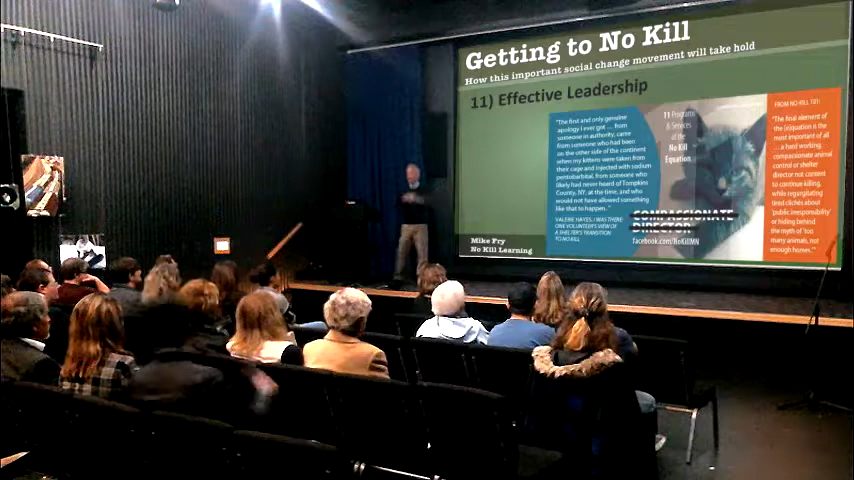 Getting to No Kill
How this important social change movement will take hold
11) Effective Leadership
"The first and only genuine
apology I ever got ... from
someone in authority, came
from someone who had been
on the other side of the continent
when my kittens were taken from
their cage and injected with sodium
pentobarbital, from someone who
likely had never heard of Tompkins
County, NY, at the time, and who
would not have allowed something
like that to happen."
VALERIE HAYES, I WAS THERE:
ONE VOLUNTEER'S VIEW OF
A SHELTER'S TRANSITION
TO NO KILL
11 Programs
& Services
of the
No Kill
Equation
COMPASSIONATE
DIRECTOR
facebook.com/NoKillMN
FROM NO KILL 101:
"The final element of
the [e]quation is the
most important of all
... a hard working,
compassionate animal
control or shelter
director not content
to continue killing,
while regurgitating
tired clichés about
'public irresponsibility'
or hiding behind
the myth of 'too
many animals, not
enough homes.'"
Mike Fry
No Kill Learning